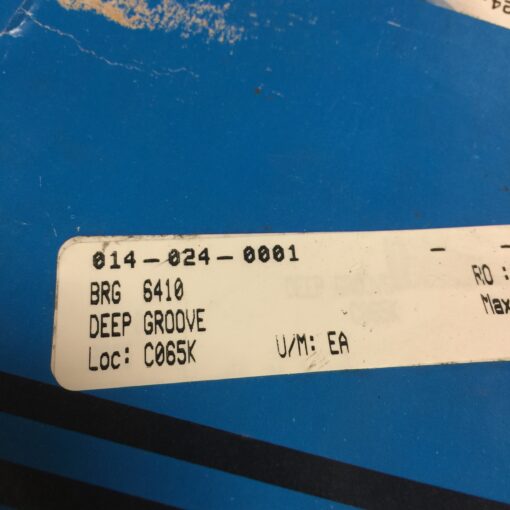 014-024-0001 - -
BRG 6410
DEEP GROOVE
Loc: C065K U/M: EA
RO :
Max